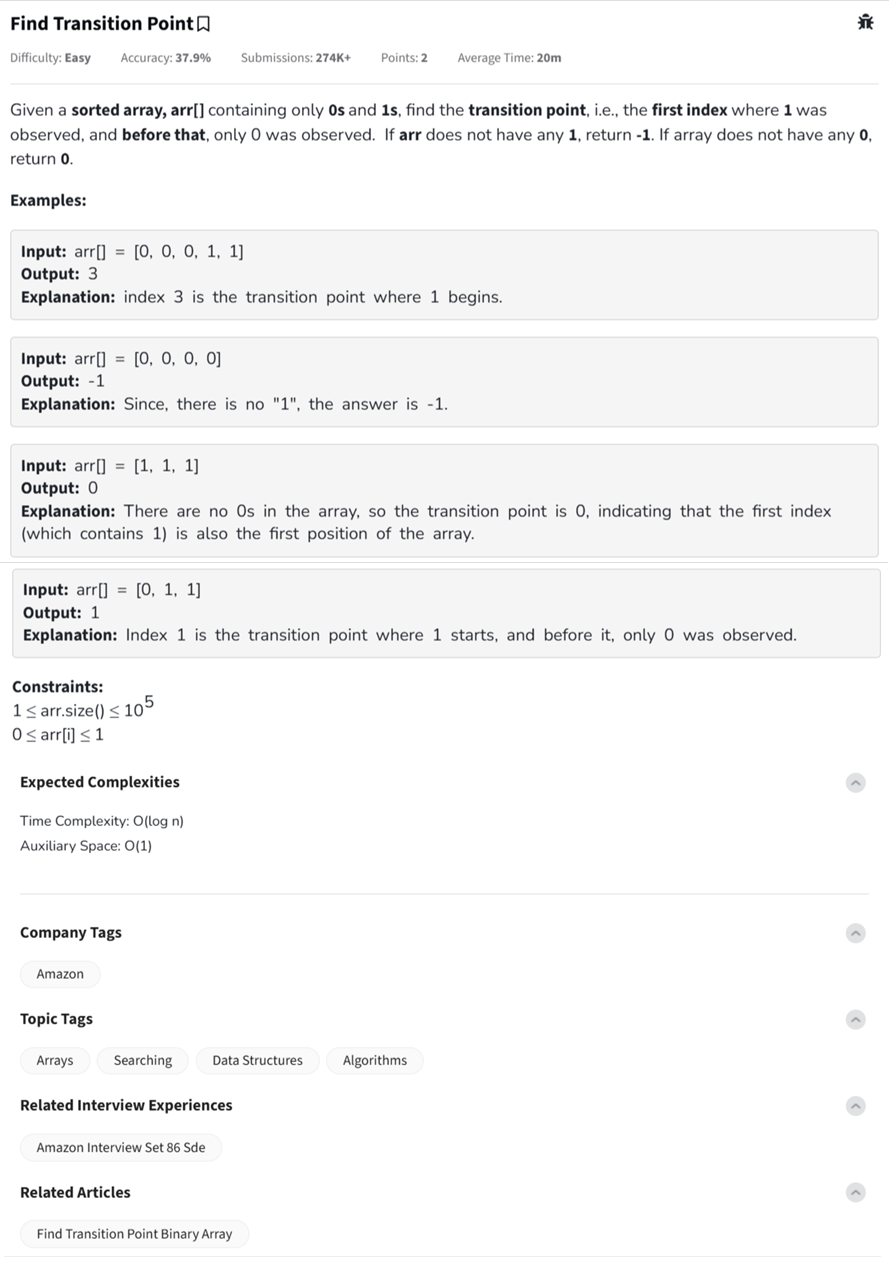 Find Transition Point
Difficulty: Easy Accuracy: 37.9% Submissions: 274K+ Points: 2 Average Time: 20m
Given a sorted array, arr[] containing only 0s and 1s, find the transition point, i.e., the first index where 1 was
observed, and before that, only 0 was observed. If arr does not have any 1, return -1. If array does not have any 0,
return 0.
Examples:
Input: arr[] = [0, 0, 0, 1, 1]
Output: 3
Explanation: index 3 is the transition point where 1 begins.
Input: arr[] = [0, 0, 0, 0]
Output: -1
Explanation: Since, there is no "1", the answer is -1.
Input: arr[] = [1, 1, 1]
Output: 0
Explanation: There are no 0s in the array, so the transition point is 0, indicating that the first index
(which contains 1) is also the first position of the array.
Input: arr[] = [0, 1, 1]
Output: 1
Explanation: Index 1 is the transition point where 1 starts, and before it, only 0 was observed.
Constraints:
1 ≤ arr.size() ≤ 10⁵
0 ≤ arr[i] ≤ 1
Expected Complexities
Time Complexity: O(log n)
Auxiliary Space: O(1)
Company Tags
Amazon
Topic Tags
Arrays Searching Data Structures Algorithms
Related Interview Experiences
Amazon Interview Set 86 Sde
Related Articles
Find Transition Point Binary Array